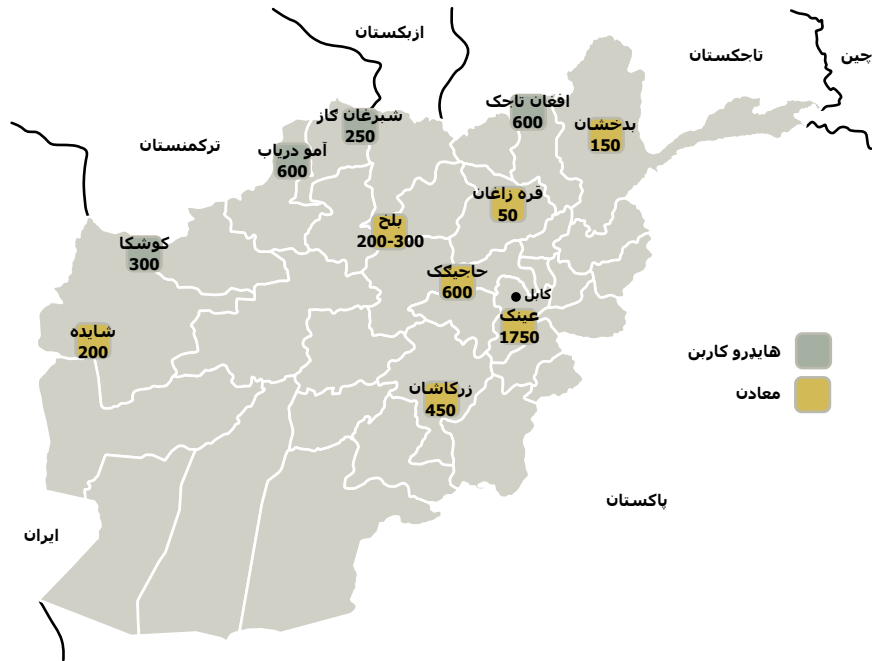 ازبکستان
تاجکستان
چین
ترکمنستان
شبرغان گاز
250
افغان تاجک
600
بدخشان
150
آمو دریاب
600
قره زاغان
50
بلخ
200-300
کوشکا
300
حاجیگک
600
کابل
عینک
1750
شایده
200
هایدرو کاربن
معادن
زرکاشان
450
پاکستان
ایران